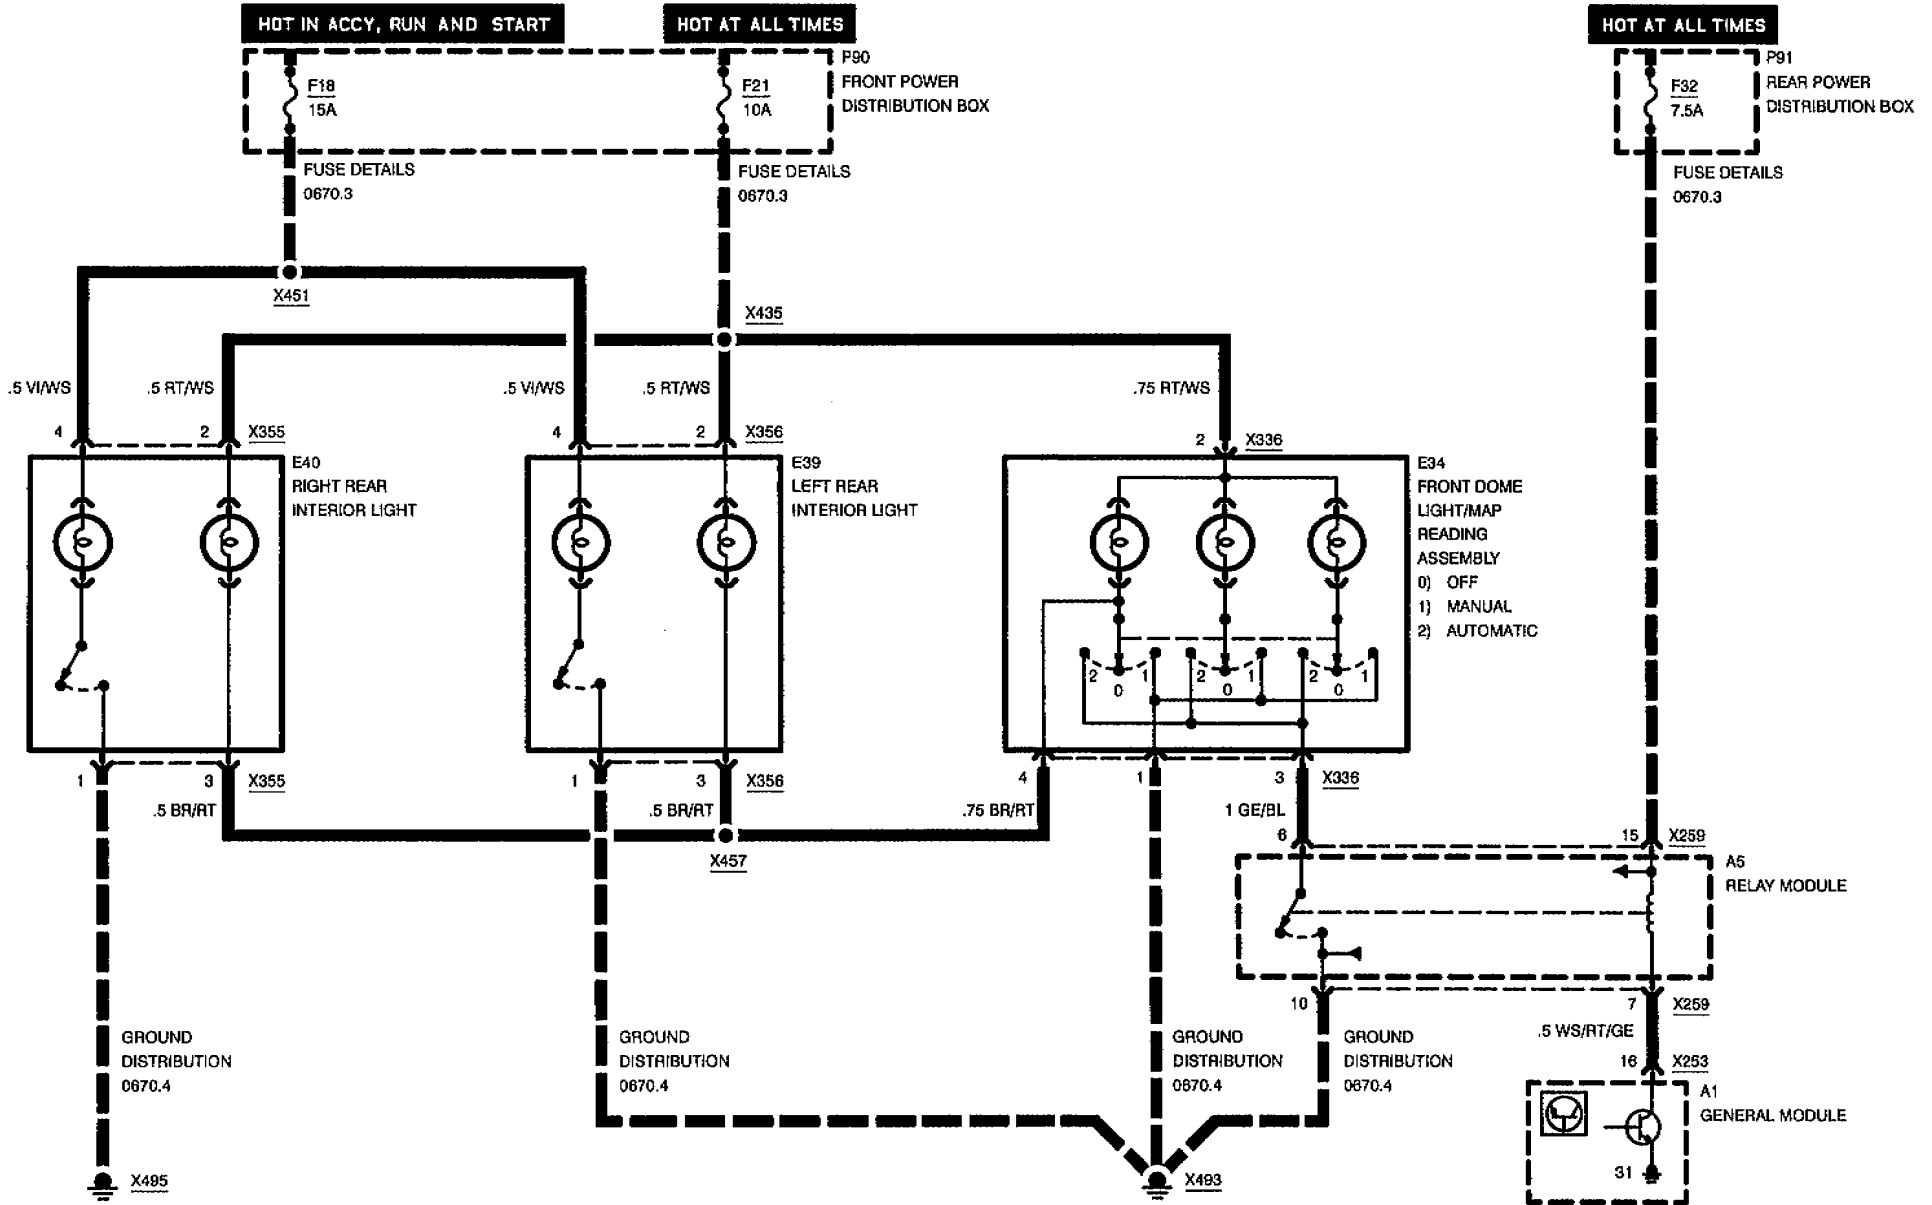 HOT IN ACCY, RUN AND START
HOT AT ALL TIMES
HOT AT ALL TIMES
F18
15A
F21
10A
P90
FRONT POWER
DISTRIBUTION BOX
F32
7.5A
P91
REAR POWER
DISTRIBUTION BOX
FUSE DETAILS
0670.3
FUSE DETAILS
0670.3
FUSE DETAILS
0670.3
X451
X435
.5 VI/WS
.5 RT/WS
.5 VI/WS
.5 RT/WS
.75 RT/WS
4
2
X355
4
2
X356
2
X336
E40
RIGHT REAR
INTERIOR LIGHT
E39
LEFT REAR
INTERIOR LIGHT
E34
FRONT DOME
LIGHT/MAP
READING
ASSEMBLY
0) OFF
1) MANUAL
2) AUTOMATIC
2
0
1
2
0
1
2
0
1
1
3
X355
1
3
X356
4
1
3
X336
.5 BR/RT
.5 BR/RT
.75 BR/RT
1 GE/BL
X457
6
15
X259
A5
RELAY MODULE
10
7
X259
.5 WS/RT/GE
16
X253
GROUND
DISTRIBUTION
0670.4
GROUND
DISTRIBUTION
0670.4
GROUND
DISTRIBUTION
0670.4
GROUND
DISTRIBUTION
0670.4
A1
GENERAL MODULE
31
X495
X493